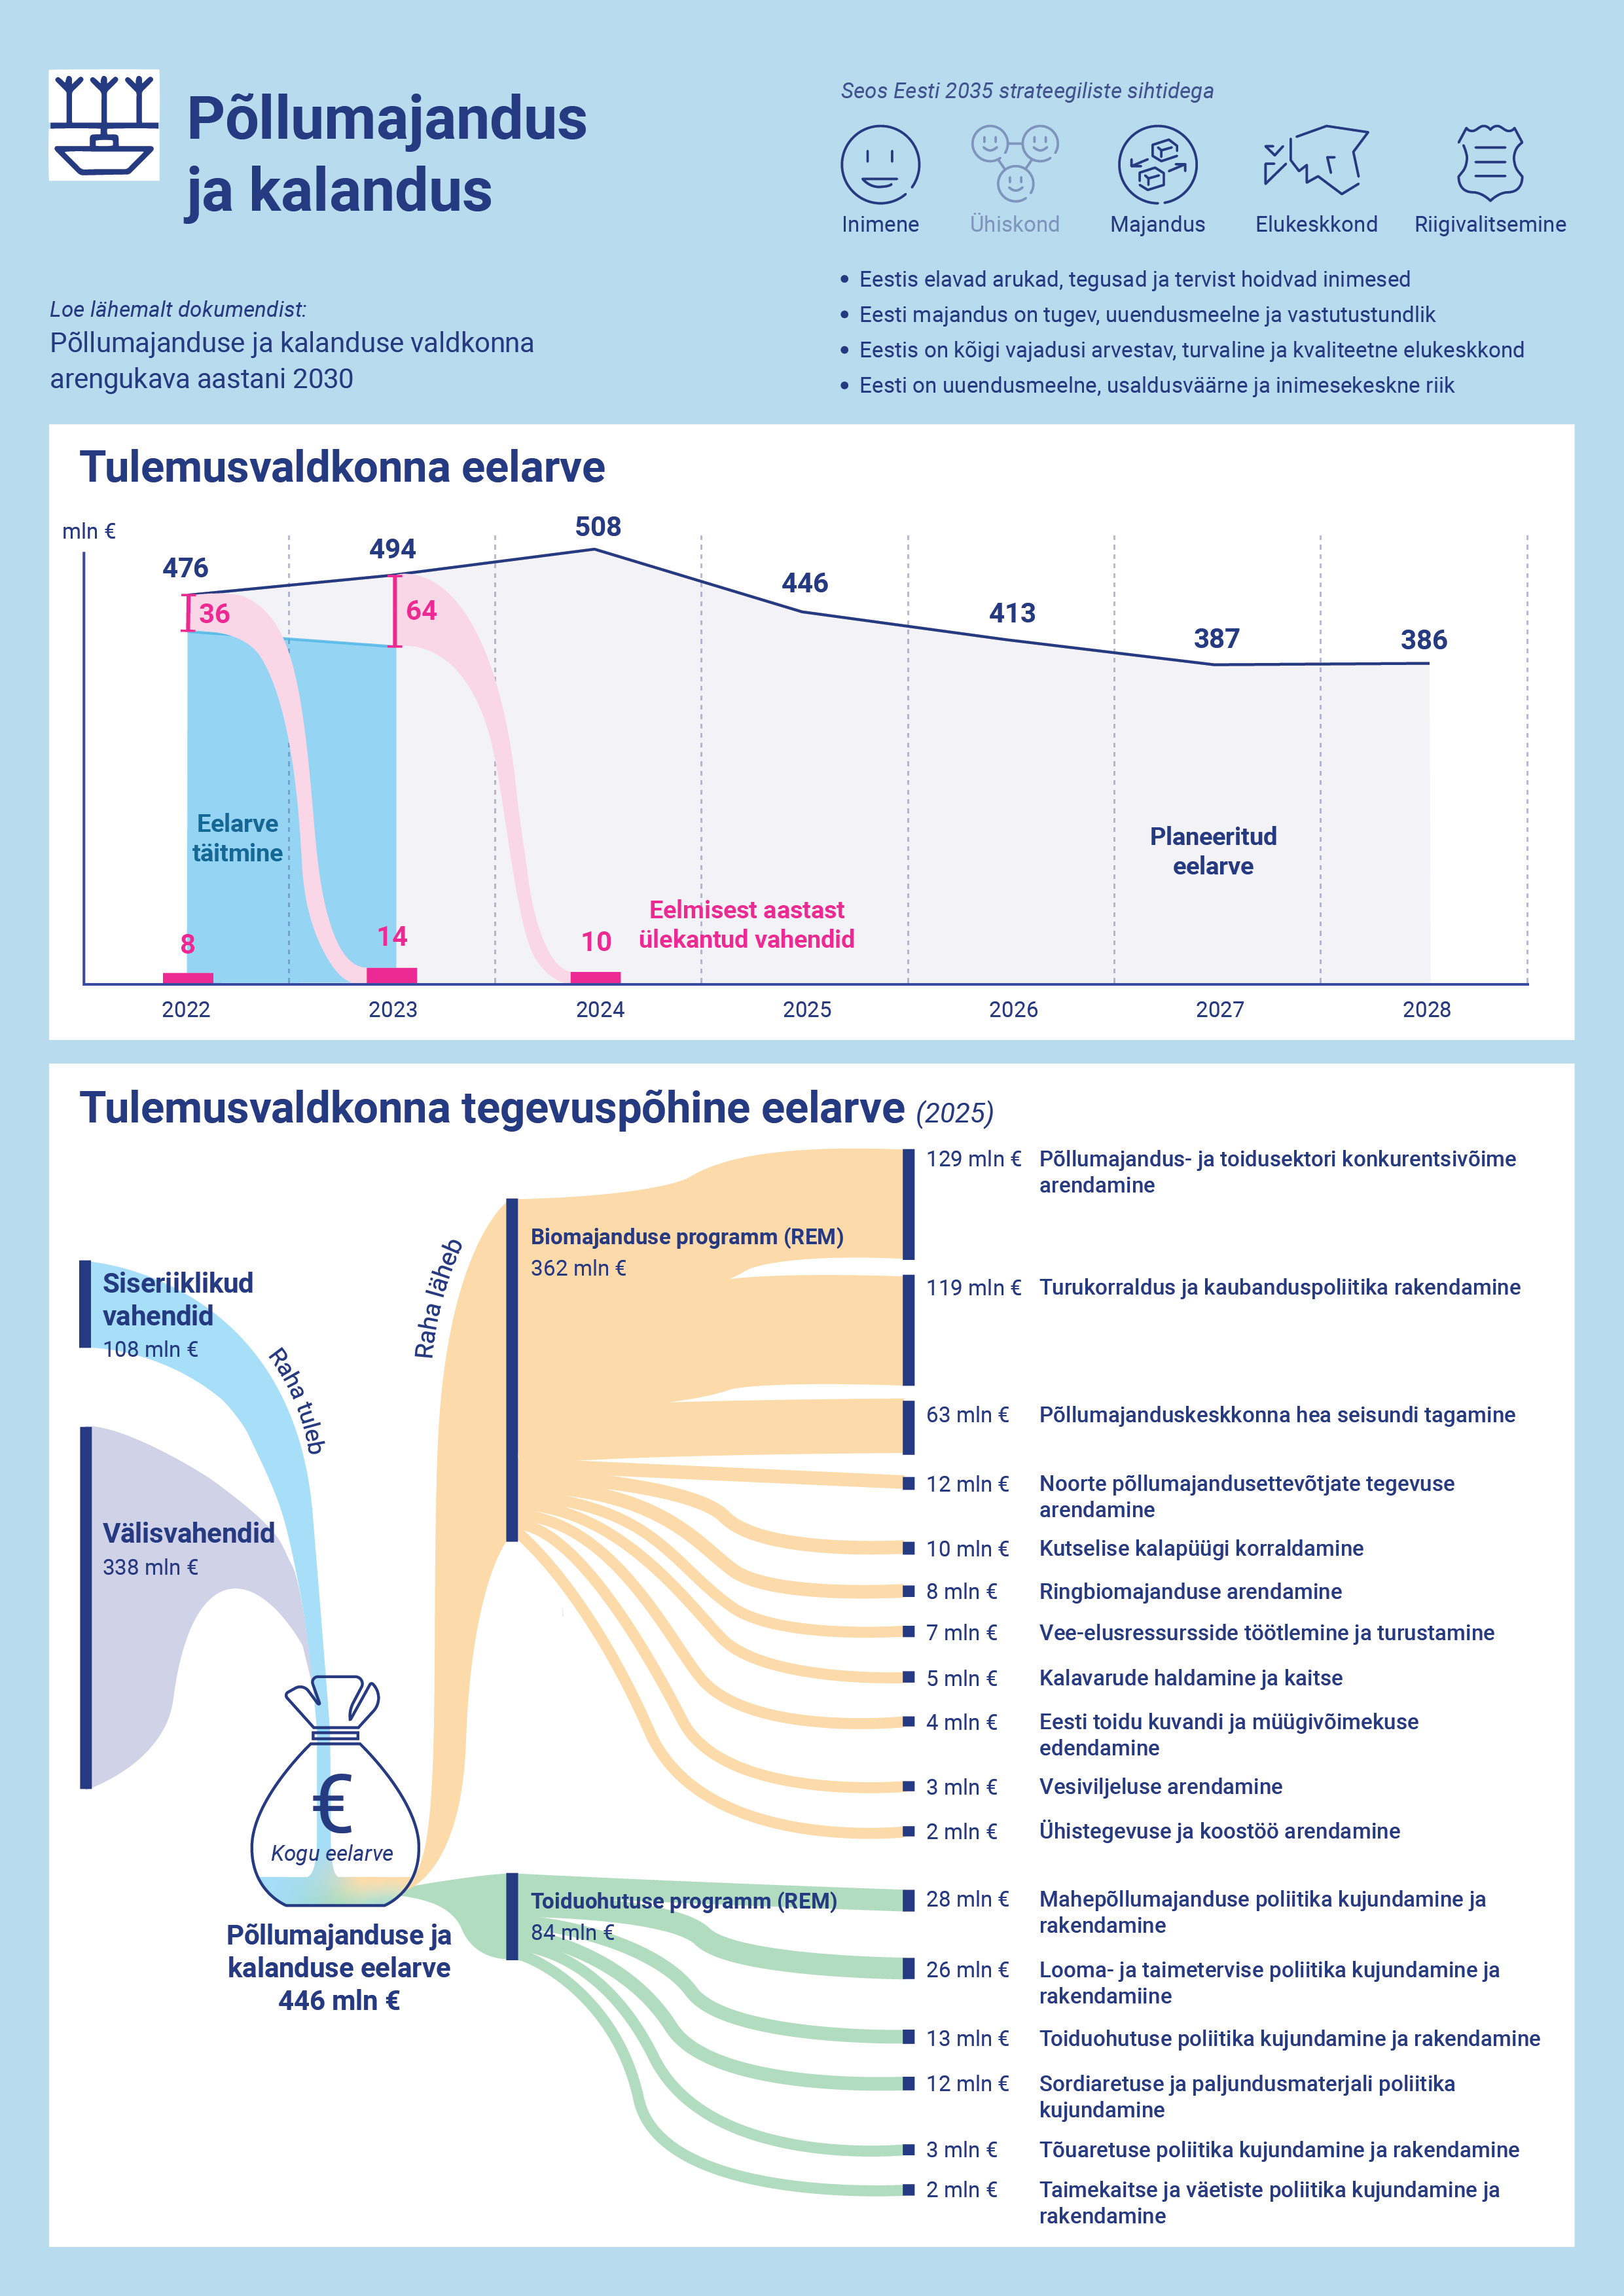 Põllumajandus
ja kalandus
Loe lähemalt dokumendist:
Põllumajanduse ja kalanduse valdkonna
arengukava aastani 2030
Seos Eesti 2035 strateegiliste sihtidega
Inimene
Ühiskond
Majandus
Elukeskkond
Riigivalitsemine
• Eestis elavad arukad, tegusad ja tervist hoidvad inimesed
• Eesti majandus on tugev, uuendusmeelne ja vastutustundlik
• Eestis on kõigi vajadusi arvestav, turvaline ja kvaliteetne elukeskkond
• Eesti on uuendusmeelne, usaldusväärne ja inimesekeskne riik
Tulemusvaldkonna eelarve
mln €
476
494
508
446
413
387
386
36
64
Eelarve
täitmine
Planeeritud
eelarve
8
14
10
Eelmisest aastast
ülekantud vahendid
2022
2023
2024
2025
2026
2027
2028
Tulemusvaldkonna tegevuspõhine eelarve (2025)
Siseriiklikud
vahendid
108 mln €
Raha tuleb
Välisvahendid
338 mln €
€
Kogu eelarve
Põllumajanduse ja
kalanduse eelarve
446 mln €
Raha läheb
Biomajanduse programm (REM)
362 mln €
129 mln € Põllumajandus- ja toidusektori konkurentsivõime
arendamine
119 mln € Turukorraldus ja kaubanduspoliitika rakendamine
63 mln € Põllumajanduskeskkonna hea seisundi tagamine
12 mln € Noorte põllumajandusettevõtjate tegevuse
arendamine
10 mln € Kutselise kalapüügi korraldamine
8 mln € Ringbiomajanduse arendamine
7 mln € Vee-elusressursside töötlemine ja turustamine
5 mln € Kalavarude haldamine ja kaitse
4 mln € Eesti toidu kuvandi ja müügivõimekuse
edendamine
3 mln € Vesiviljeluse arendamine
2 mln € Ühistegevuse ja koostöö arendamine
Toiduohutuse programm (REM)
84 mln €
28 mln € Mahepõllumajanduse poliitika kujundamine ja
rakendamine
26 mln € Looma- ja taimetervise poliitika kujundamine ja
rakendamiine
13 mln € Toiduohutuse poliitika kujundamine ja rakendamine
12 mln € Sordiaretuse ja paljundusmaterjali poliitika
kujundamine
3 mln € Tõuaretuse poliitika kujundamine ja rakendamine
2 mln € Taimekaitse ja väetiste poliitika kujundamine ja
rakendamine